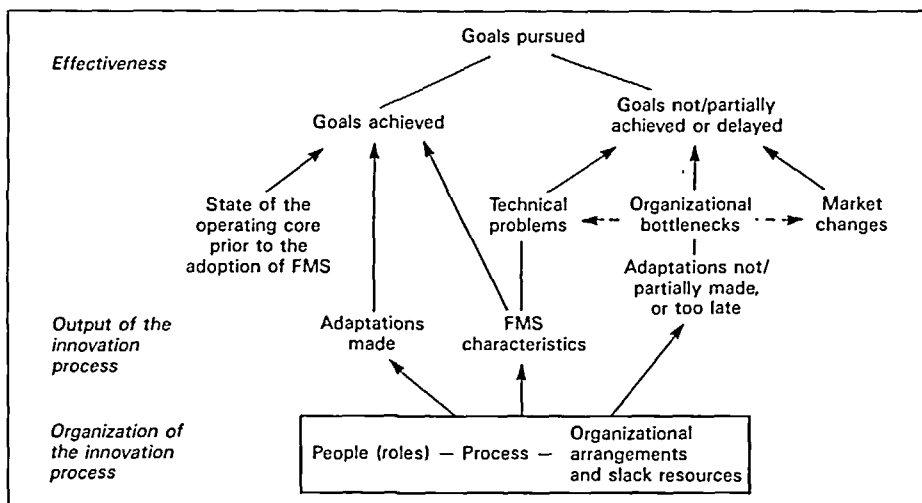 Goals pursued
Effectiveness
Goals achieved
Goals not/partially
achieved or delayed
State of the
operating core
prior to the
adoption of FMS
Technical
problems
Organizational
bottlenecks
Market
changes
Adaptations not/
partially made,
or too late
Output of the
innovation
process
Adaptations
made
FMS
characteristics
Organization of
the innovation
process
People (roles) — Process —
Organizational
arrangements
and slack resources